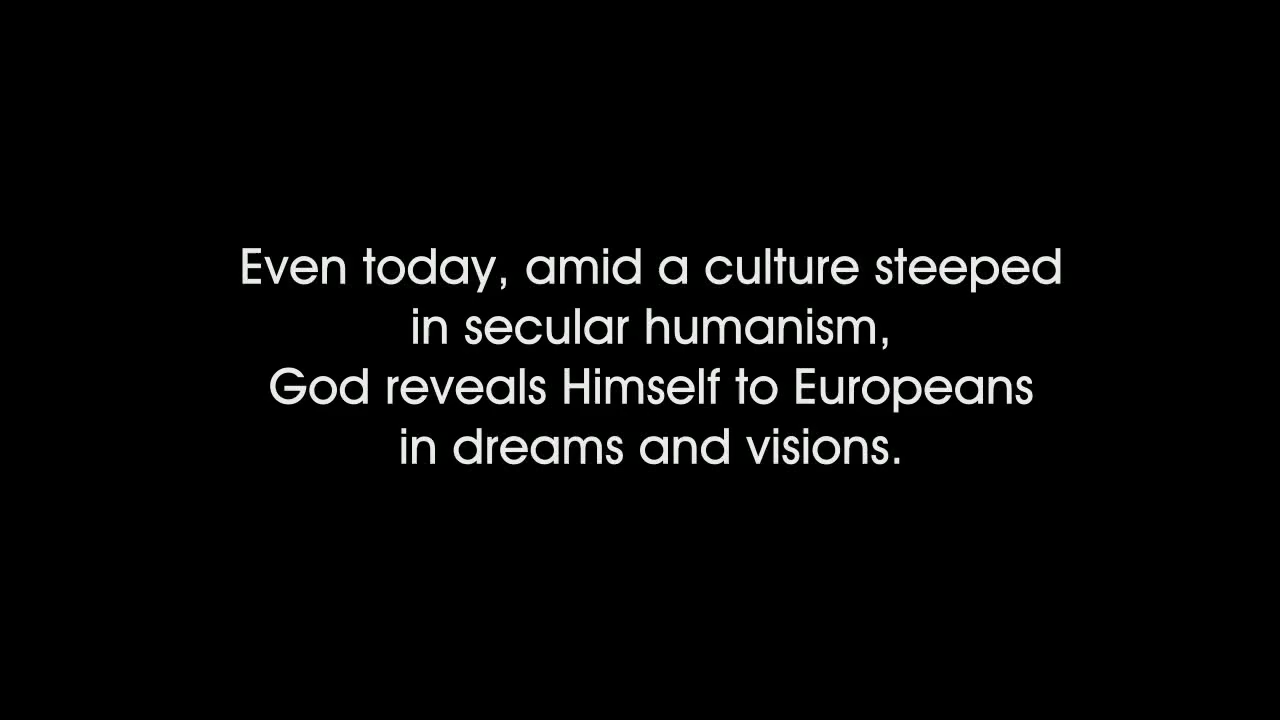 Even today, amid a culture steeped
in secular humanism,
God reveals Himself to Europeans
in dreams and visions.